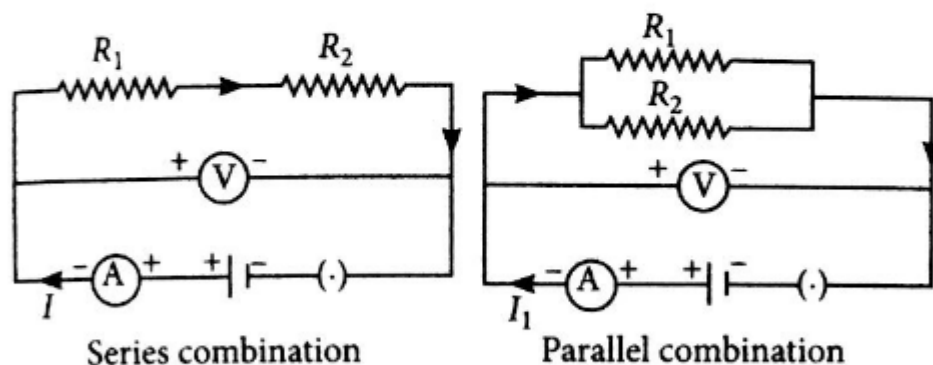 R₁ R₂
+ V −
− A + + − (·)
I
Series combination
R₁
R₂
+ V −
− A + + − (·)
I₁
Parallel combination